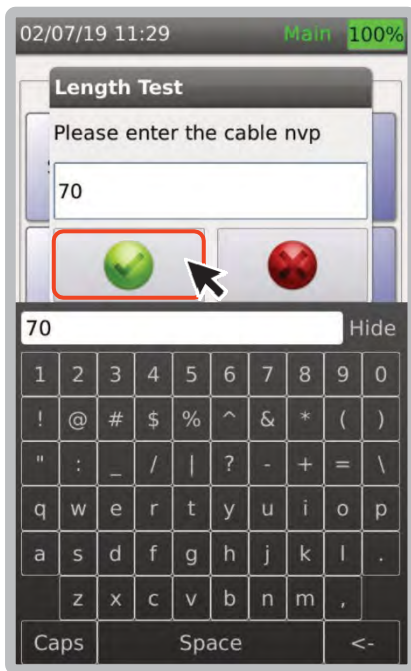 02/07/19 11:29 Main 100%
Length Test
Please enter the cable nvp
70
70 Hide
1 2 3 4 5 6 7 8 9 0
! @ # $ % ^ & * ( )
" : _ / | ? - + = \
q w e r t y u i o p
a s d f g h j k l .
z x c v b n m ,
Caps Space <-